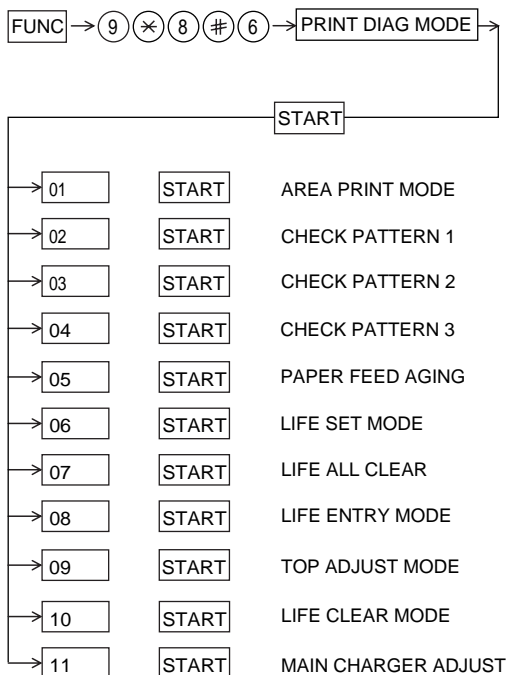 FUNC 9 * 8 # 6 PRINT DIAG MODE
START
01 START AREA PRINT MODE
02 START CHECK PATTERN 1
03 START CHECK PATTERN 2
04 START CHECK PATTERN 3
05 START PAPER FEED AGING
06 START LIFE SET MODE
07 START LIFE ALL CLEAR
08 START LIFE ENTRY MODE
09 START TOP ADJUST MODE
10 START LIFE CLEAR MODE
11 START MAIN CHARGER ADJUST